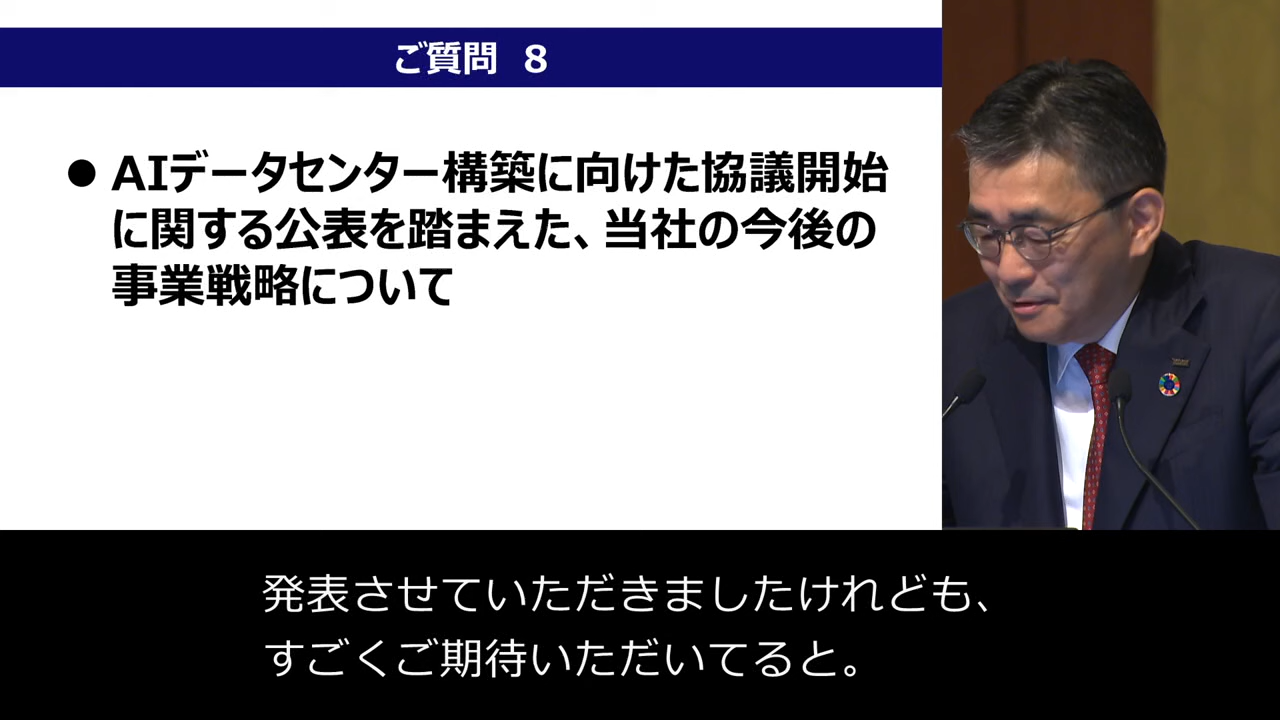 ご質問 8
● AIデータセンター構築に向けた協議開始
に関する公表を踏まえた、当社の今後の
事業戦略について
発表させていただきましたけれども、
すごくご期待いただいてると。